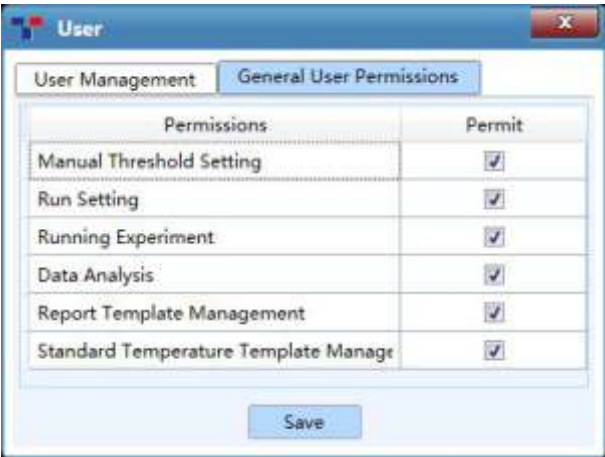 User
x
User Management General User Permissions
Permissions Permit
Manual Threshold Setting
Run Setting
Running Experiment
Data Analysis
Report Template Management
Standard Temperature Template Manage
Save